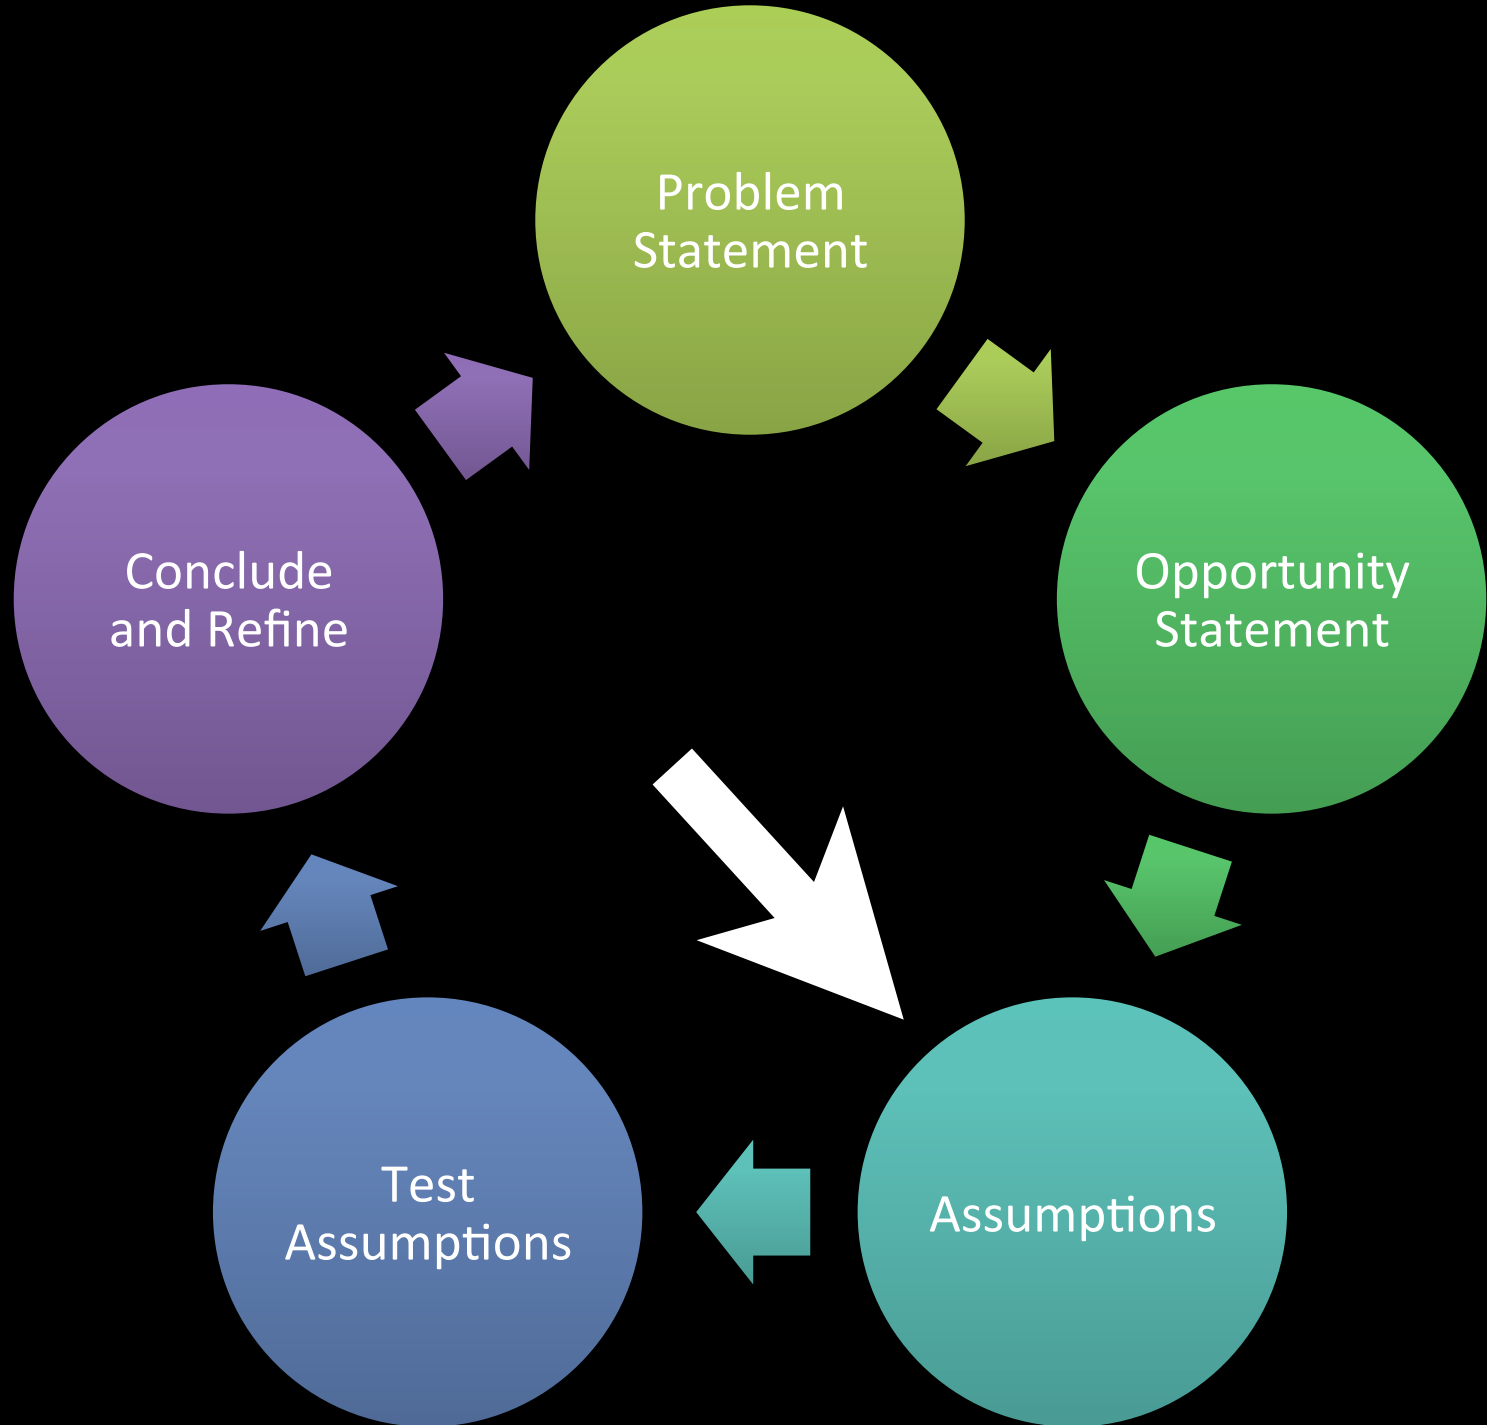 Problem
Statement
Opportunity
Statement
Assumptions
Test
Assumptions
Conclude
and Refine